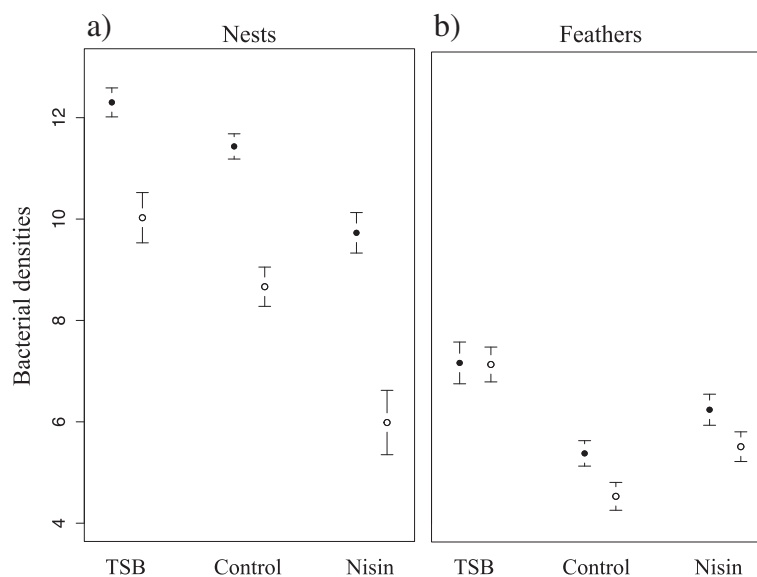 a)
Nests
b)
Feathers
Bacterial densities
12
10
8
6
4
TSB
Control
Nisin
TSB
Control
Nisin